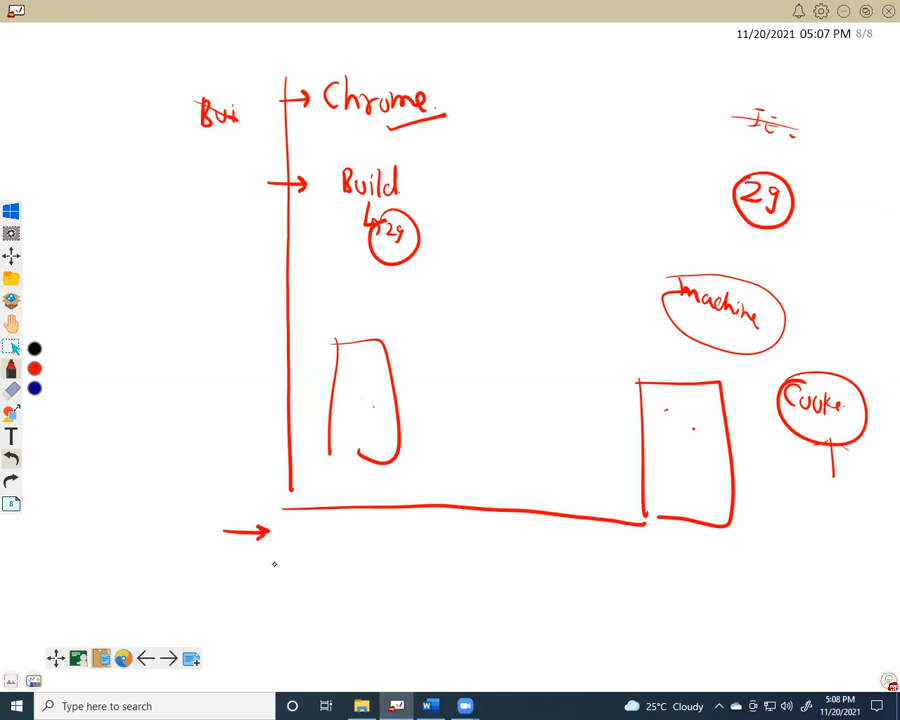 11/20/2021 05:07 PM 8/8
Chrome.
Build
2g
2g
machine
T
8
Type here to search
25°C Cloudy
5:08 PM
11/20/2021